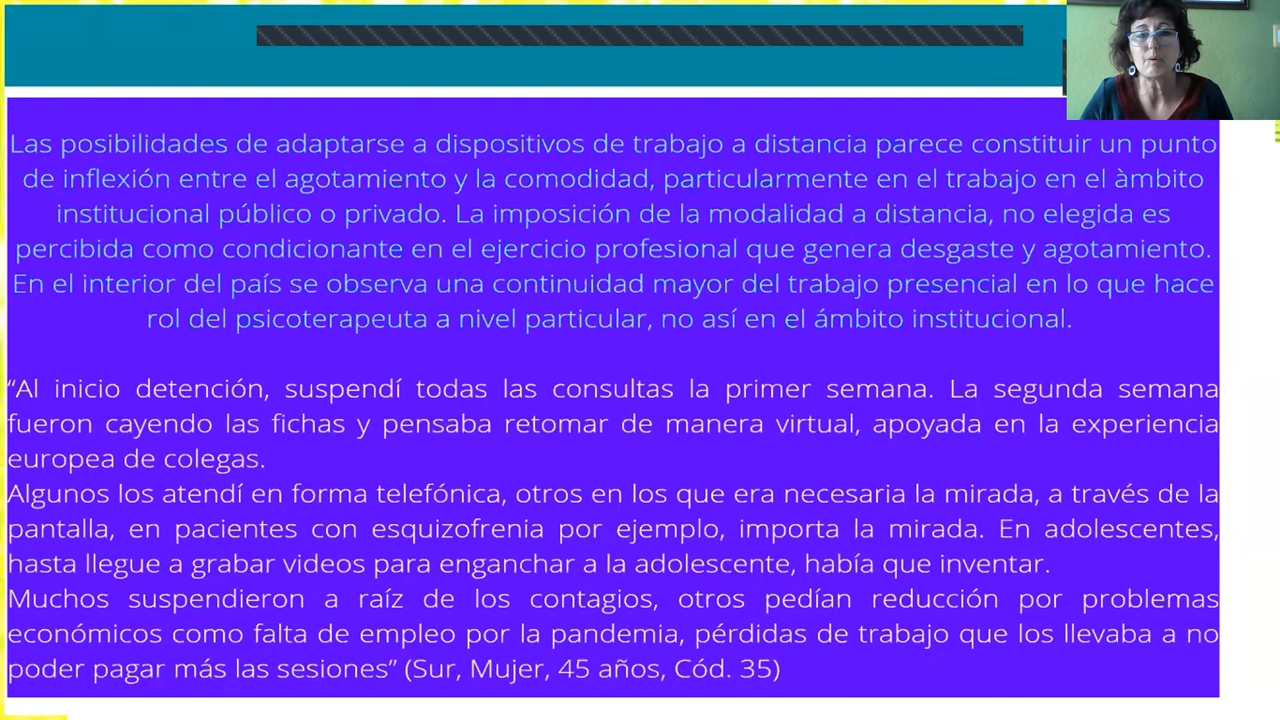 Las posibilidades de adaptarse a dispositivos de trabajo a distancia parece constituir un punto
de inflexión entre el agotamiento y la comodidad, particularmente en el trabajo en el àmbito
institucional público o privado. La imposición de la modalidad a distancia, no elegida es
percibida como condicionante en el ejercicio profesional que genera desgaste y agotamiento.
En el interior del país se observa una continuidad mayor del trabajo presencial en lo que hace
rol del psicoterapeuta a nivel particular, no así en el ámbito institucional.
“Al inicio detención, suspendí todas las consultas la primer semana. La segunda semana
fueron cayendo las fichas y pensaba retomar de manera virtual, apoyada en la experiencia
europea de colegas.
Algunos los atendí en forma telefónica, otros en los que era necesaria la mirada, a través de la
pantalla, en pacientes con esquizofrenia por ejemplo, importa la mirada. En adolescentes,
hasta llegue a grabar videos para enganchar a la adolescente, había que inventar.
Muchos suspendieron a raíz de los contagios, otros pedían reducción por problemas
económicos como falta de empleo por la pandemia, pérdidas de trabajo que los llevaba a no
poder pagar más las sesiones” (Sur, Mujer, 45 años, Cód. 35)